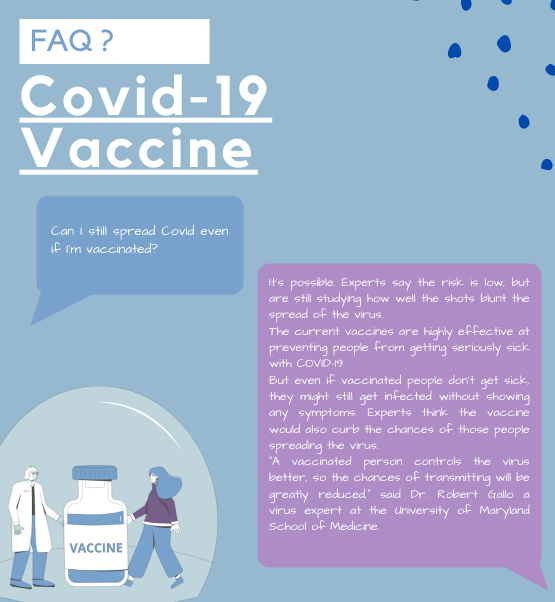 FAQ ?
Covid-19
Vaccine
Can I still spread Covid even
if I'm vaccinated?
It's possible. Experts say the risk is low, but
are still studying how well the shots blunt the
spread of the virus.
The current vaccines are highly effective at
preventing people from getting seriously sick
with COVID-19.
But even if vaccinated people don't get sick,
they might still get infected without showing
any symptoms. Experts think the vaccine
would also curb the chances of those people
spreading the virus.
"A vaccinated person controls the virus
better, so the chances of transmitting will be
greatly reduced," said Dr. Robert Gallo a
virus expert at the University of Maryland
School of Medicine.
VACCINE